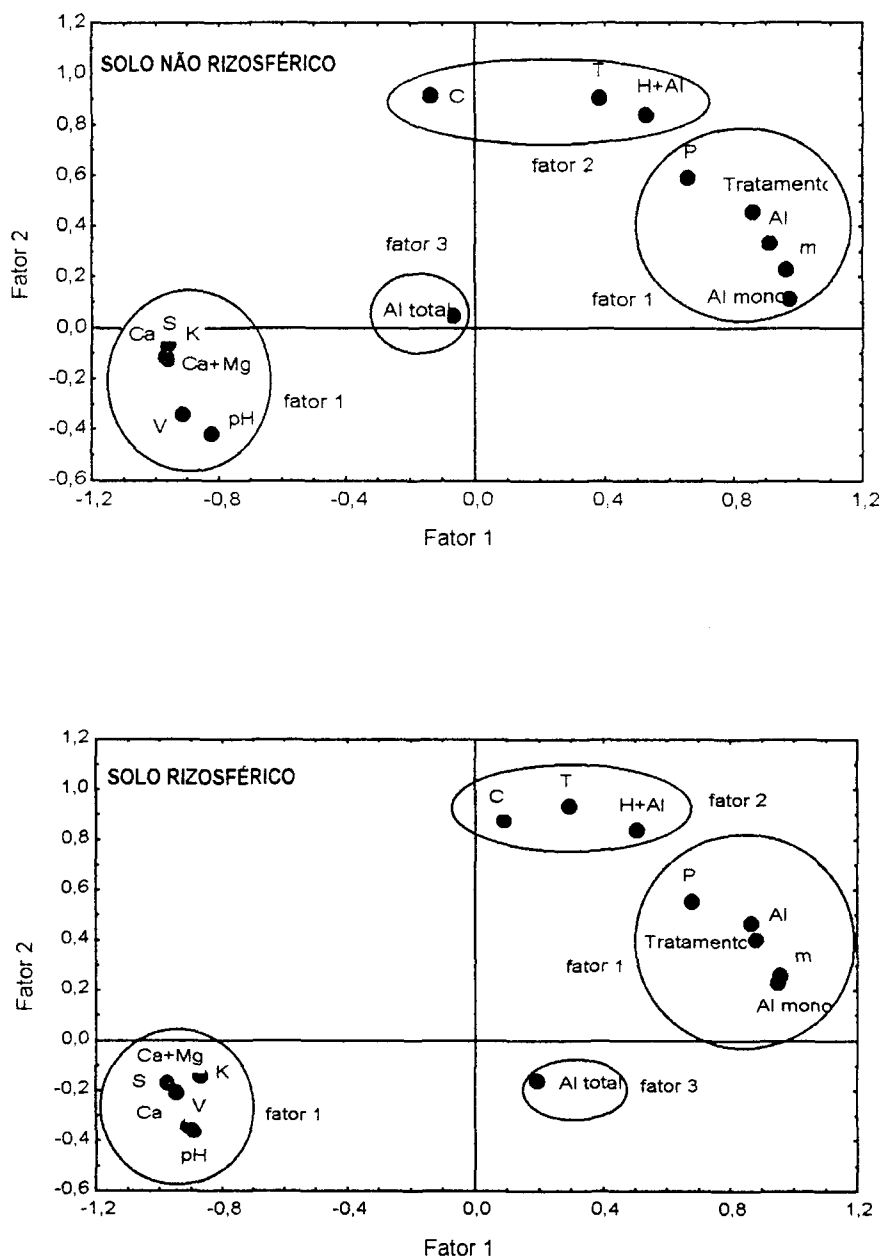 1,2
SOLO NÃO RIZOSFÉRICO
1,0
T
H+Al
C
0,8
fator 2
P
0,6
Tratamento
Al
0,4
fator 3
m
Fator 2
0,2
Al total
fator 1
Al mono
0,0
Ca
S
K
Ca+Mg
-0,2
fator 1
V
pH
-0,4
-0,6
-1,2
-0,8
-0,4
0,0
0,4
0,8
1,2
Fator 1
1,2
SOLO RIZOSFÉRICO
1,0
C
T
H+Al
fator 2
0,8
P
0,6
Al
0,4
Tratamento
fator 1
m
Fator 2
0,2
Al mono
0,0
Ca+Mg
S
K
Al total
fator 3
-0,2
Ca
V
fator 1
-0,4
pH
-0,6
-1,2
-0,8
-0,4
0,0
0,4
0,8
1,2
Fator 1